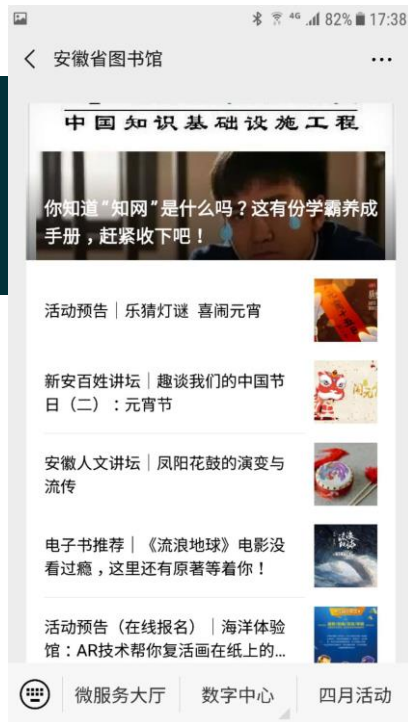 4G 82% 17:38
安徽省图书馆
中国知识基础设施工程
你知道“知网”是什么吗？这有份学霸养成
手册，赶紧收下吧！
活动预告｜乐猜灯谜 喜闹元宵
新安百姓讲坛｜趣谈我们的中国节
日（二）：元宵节
安徽人文讲坛｜凤阳花鼓的演变与
流传
电子书推荐｜《流浪地球》电影没
看过瘾，这里还有原著等着你！
活动预告（在线报名）｜海洋体验
馆：AR技术帮你复活画在纸上的...
微服务大厅 数字中心 四月活动